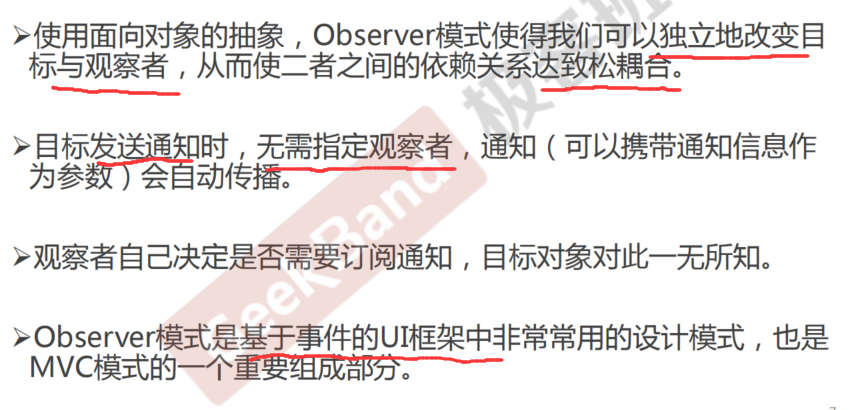 ➢使用面向对象的抽象，Observer模式使得我们可以独立地改变目
标与观察者，从而使二者之间的依赖关系达致松耦合。
➢目标发送通知时，无需指定观察者，通知（可以携带通知信息作
为参数）会自动传播。
➢观察者自己决定是否需要订阅通知，目标对象对此一无所知。
➢Observer模式是基于事件的UI框架中非常常用的设计模式，也是
MVC模式的一个重要组成部分。
SeeKBand 极客班